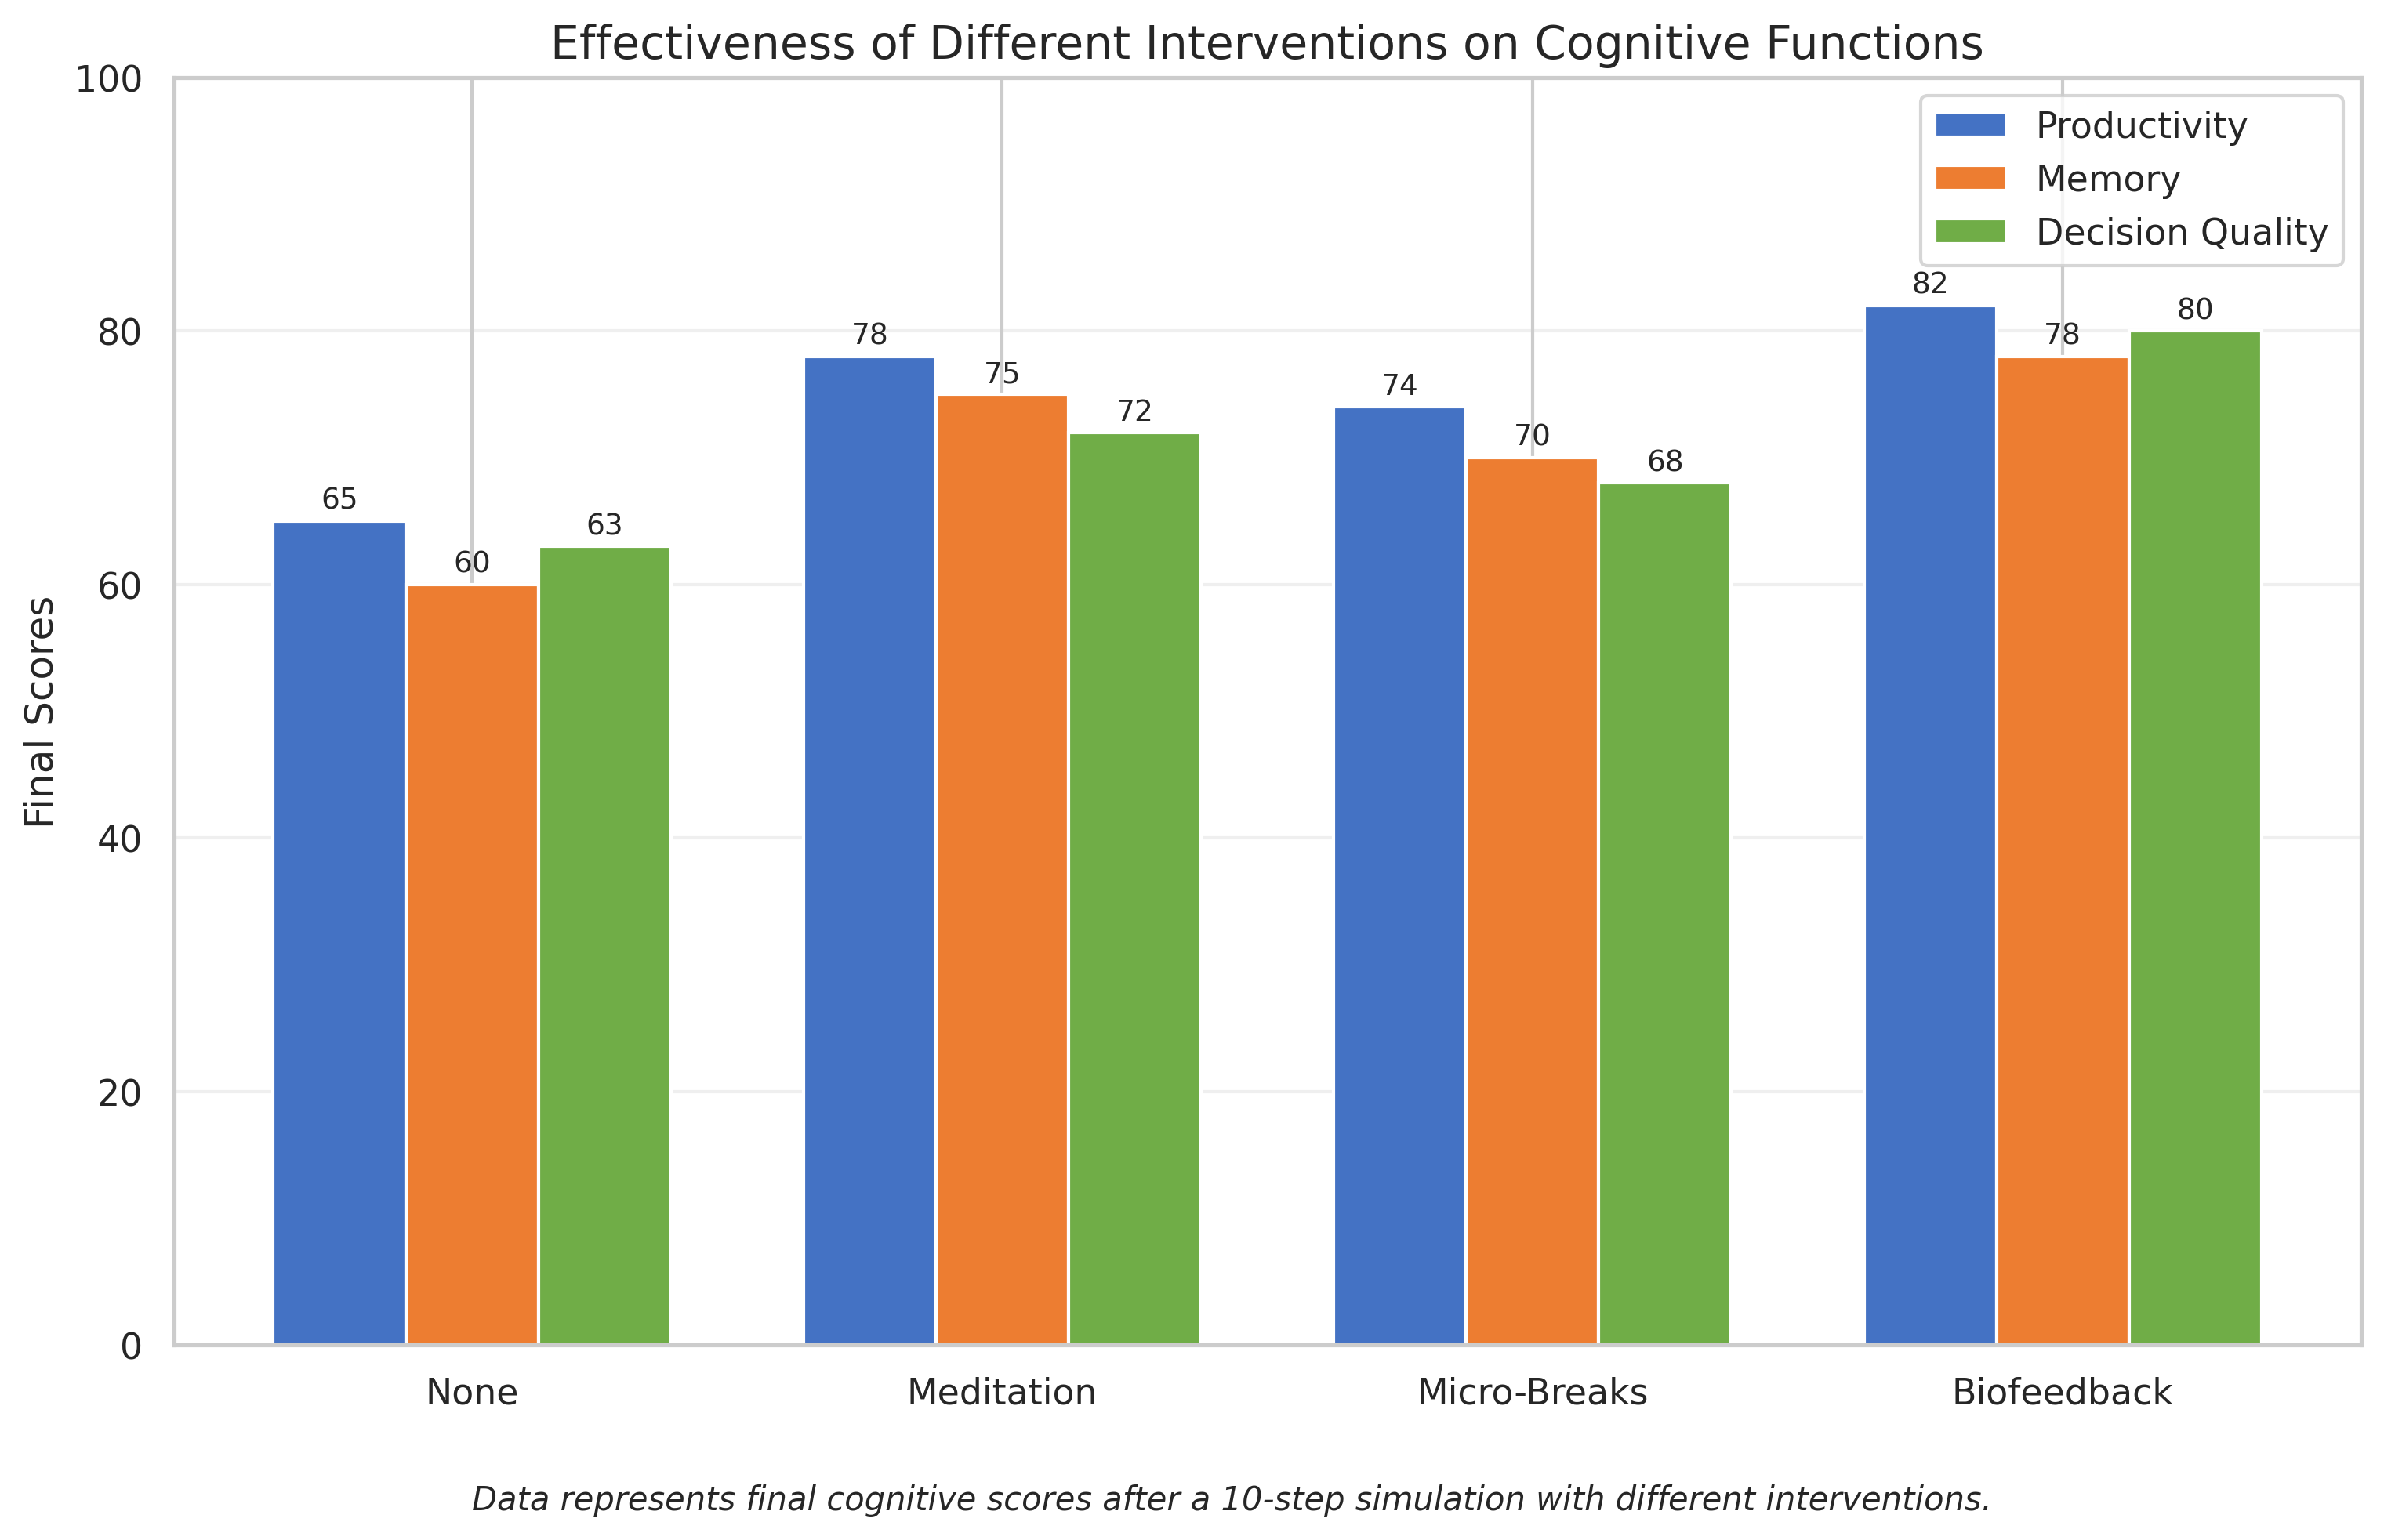 Effectiveness of Different Interventions on Cognitive Functions
Productivity
Memory
Decision Quality
Final Scores
100
80
60
40
20
0
65
60
63
78
75
72
74
70
68
82
78
80
None
Meditation
Micro-Breaks
Biofeedback
Data represents final cognitive scores after a 10-step simulation with different interventions.